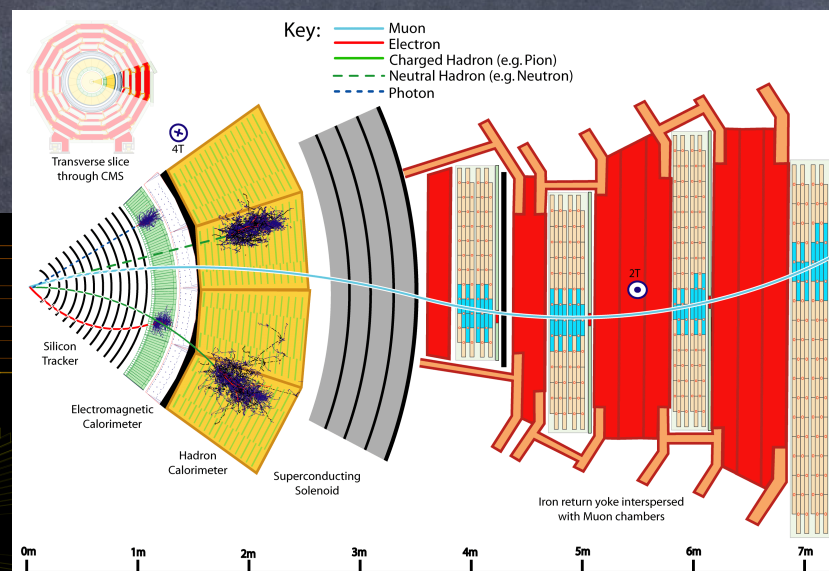 Key:
Muon
Electron
Charged Hadron (e.g. Pion)
Neutral Hadron (e.g. Neutron)
Photon
Transverse slice
through CMS
4T
2T
Silicon
Tracker
Electromagnetic
Calorimeter
Hadron
Calorimeter
Superconducting
Solenoid
Iron return yoke interspersed
with Muon chambers
0m 1m 2m 3m 4m 5m 6m 7m